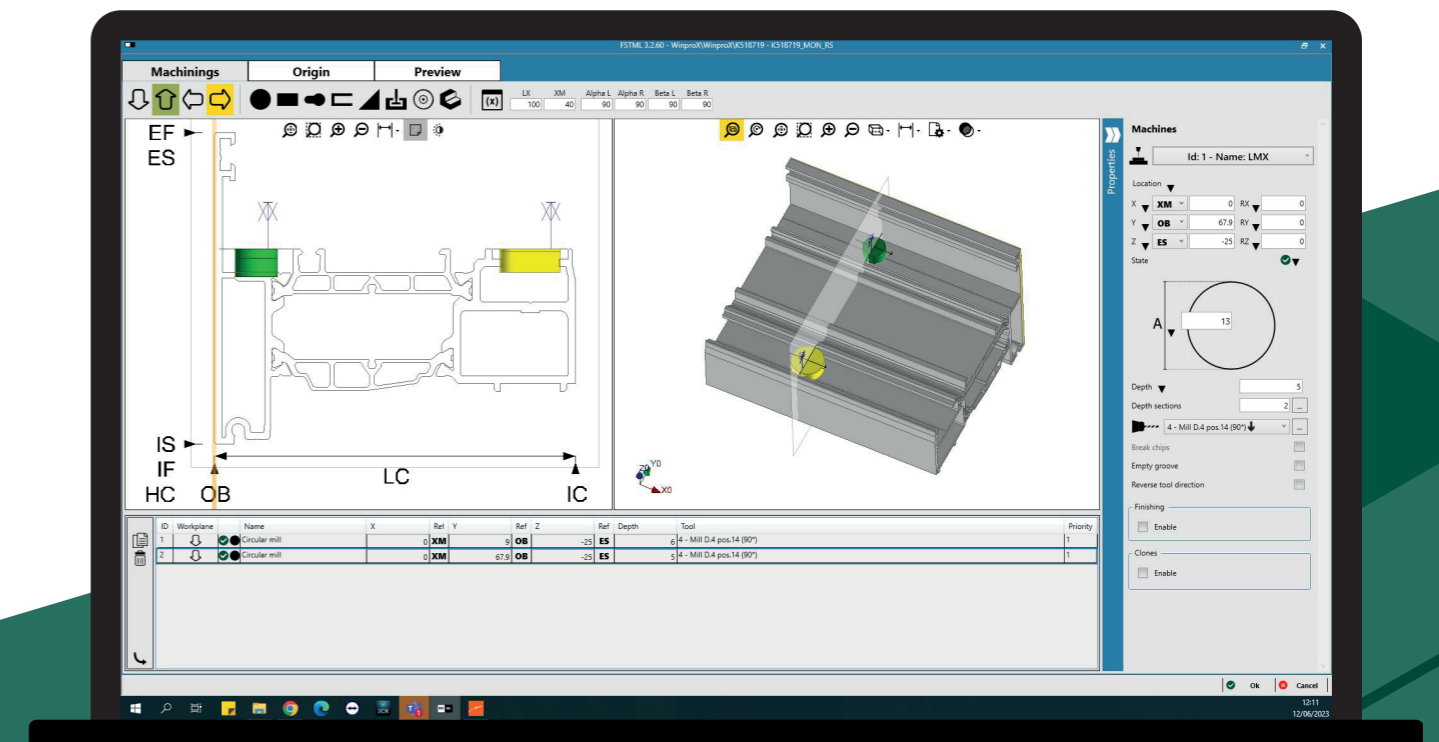 FSTML 3.2.60 - WinproX\WinproX\K518719 - K518719_MON_RS
Machinings Origin Preview
(x) LX XM Alpha L Alpha R Beta L Beta R
100 40 90 90 90 90
EF
ES
IS
IF
HC OB LC IC
Z0 Y0
X0
Properties
Machines
Id: 1 - Name: LMX
Location
X XM 0 RX 0
Y OB 67.9 RY 0
Z ES -25 RZ 0
State
A 13
Depth 5
Depth sections 2 ...
4 - Mill D.4 pos.14 (90°) ...
Break chips
Empty groove
Reverse tool direction
Finishing
Enable
Clones
Enable
ID Workplane Name X Ref Y Ref Z Ref Depth Tool Priority
1 Circular mill 0 XM 9 OB -25 ES 6 4 - Mill D.4 pos.14 (90°) 1
2 Circular mill 0 XM 67.9 OB -25 ES 5 4 - Mill D.4 pos.14 (90°) 1
Ok Cancel
12:11
12/06/2023